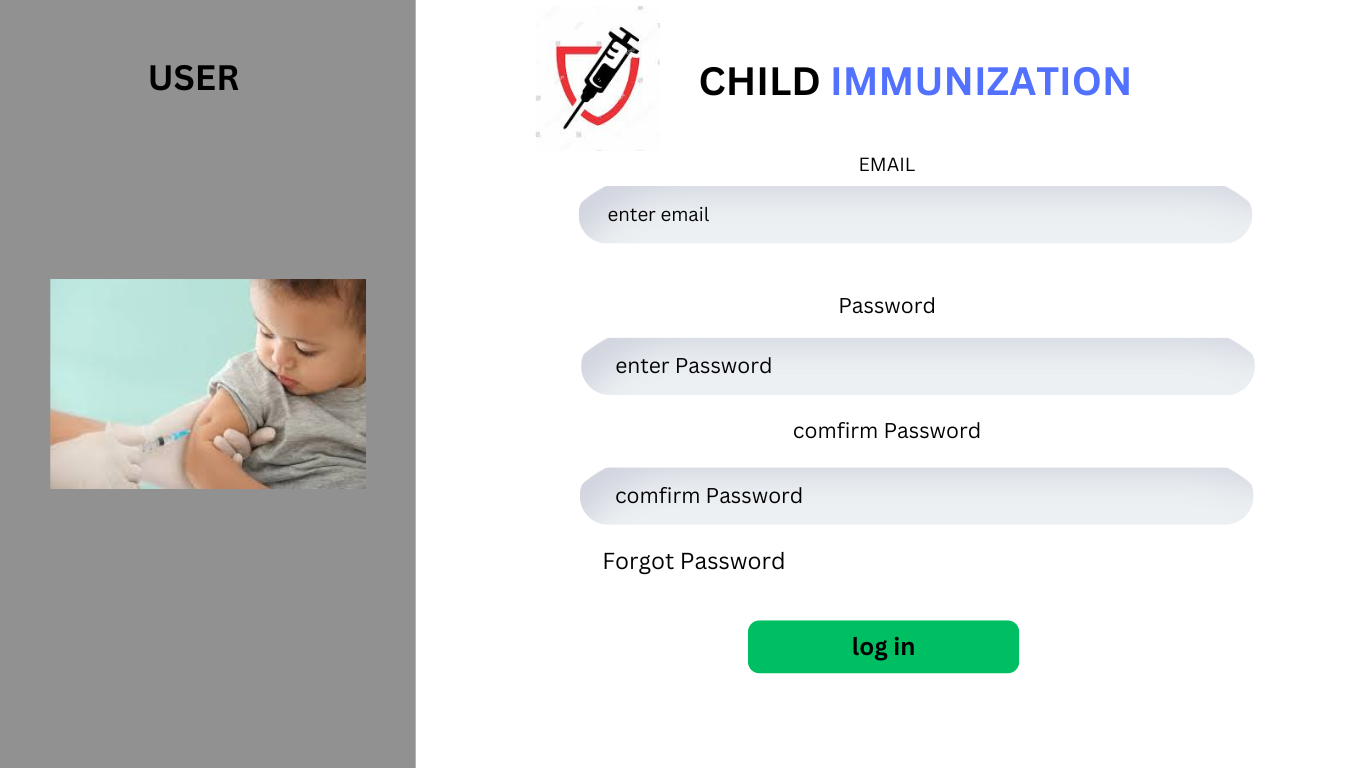 USER
CHILD IMMUNIZATION
EMAIL
enter email
Password
enter Password
comfirm Password
comfirm Password
Forgot Password
log in